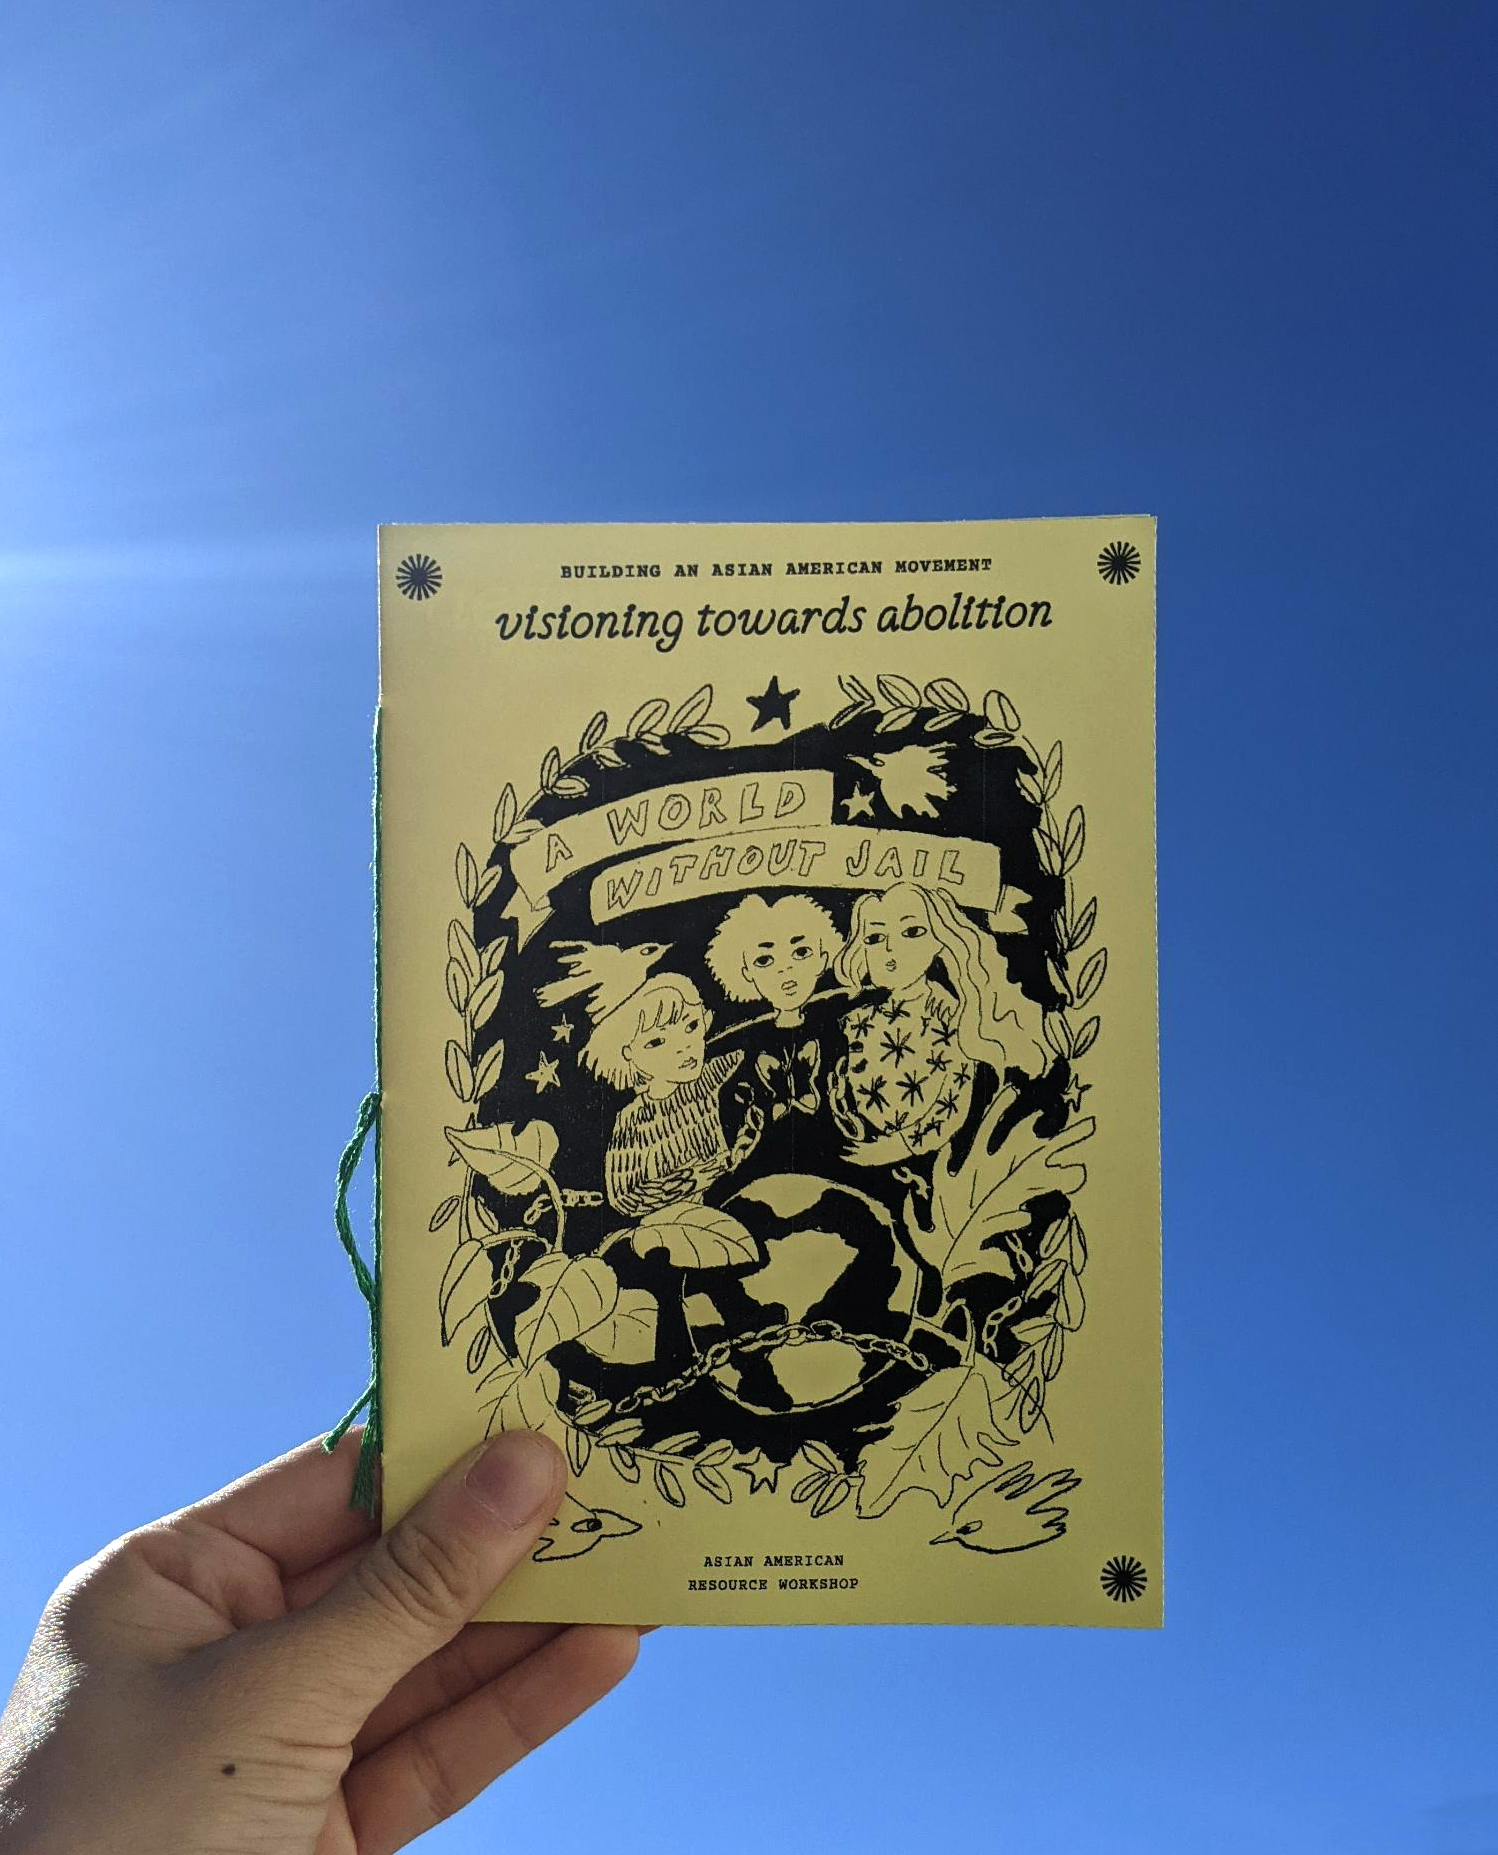 BUILDING AN ASIAN AMERICAN MOVEMENT
visioning towards abolition
A WORLD
WITHOUT JAIL
ASIAN AMERICAN
RESOURCE WORKSHOP